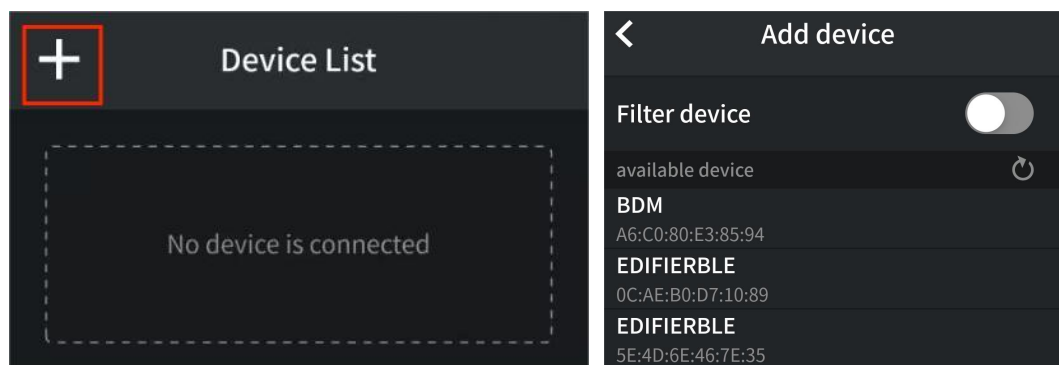 Device List
No device is connected
Add device
Filter device
available device
BDM
A6:C0:80:E3:85:94
EDIFIERBLE
0C:AE:B0:D7:10:89
EDIFIERBLE
5E:4D:6E:46:7E:35